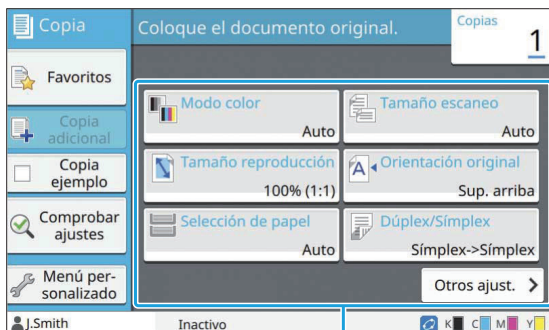 Copia
Coloque el documento original.
Copias
1
Favoritos
Copia
adicional
Copia
ejemplo
Comprobar
ajustes
Menú per-
sonalizado
Modo color
Auto
Tamaño escaneo
Auto
Tamaño reproducción
100% (1:1)
Orientación original
Sup. arriba
Selección de papel
Auto
Dúplex/Símplex
Símplex->Símplex
Otros ajust.
J.Smith
Inactivo
K C M Y